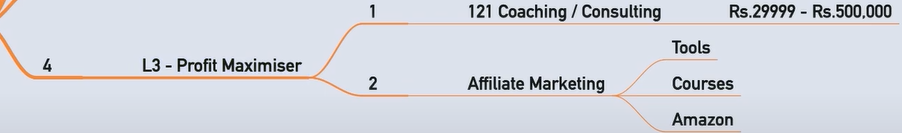 1 121 Coaching / Consulting Rs.29999 - Rs.500,000
4 L3 - Profit Maximiser
2 Affiliate Marketing
Tools
Courses
Amazon